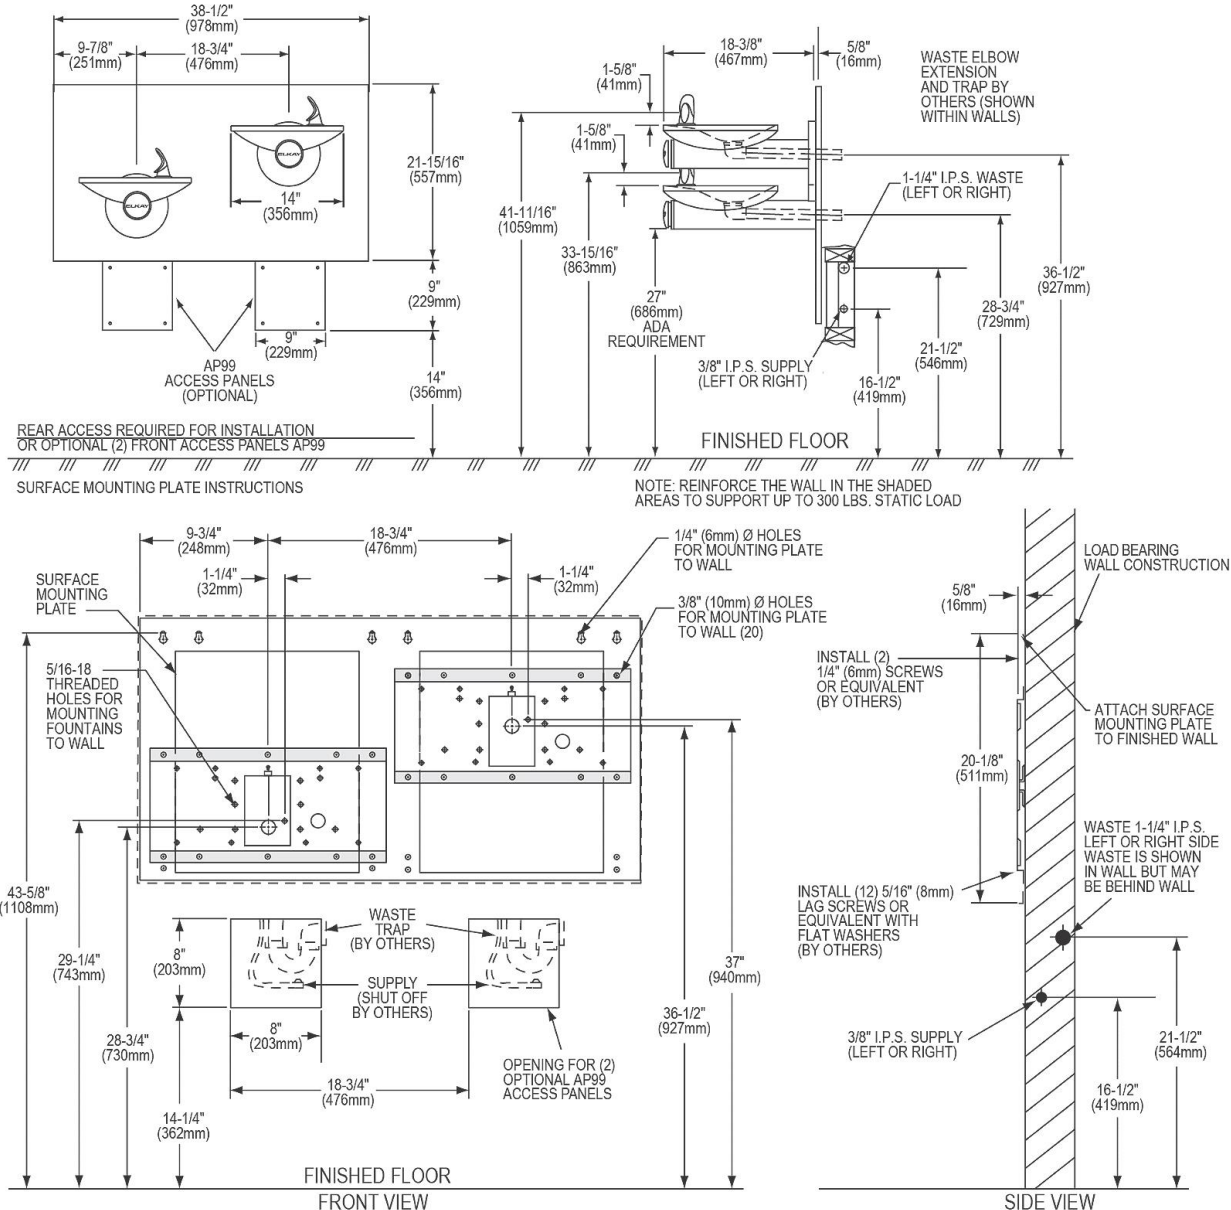 38-1/2"
(978mm)
9-7/8"
(251mm)
18-3/4"
(476mm)
ELKAY
ELKAY
14"
(356mm)
21-15/16"
(557mm)
9"
(229mm)
9"
(229mm)
14"
(356mm)
AP99
ACCESS PANELS
(OPTIONAL)
REAR ACCESS REQUIRED FOR INSTALLATION
OR OPTIONAL (2) FRONT ACCESS PANELS AP99
18-3/8"
(467mm)
5/8"
(16mm)
1-5/8"
(41mm)
1-5/8"
(41mm)
WASTE ELBOW
EXTENSION
AND TRAP BY
OTHERS (SHOWN
WITHIN WALLS)
1-1/4" I.P.S. WASTE
(LEFT OR RIGHT)
41-11/16"
(1059mm)
33-15/16"
(863mm)
27"
(686mm)
ADA
REQUIREMENT
3/8" I.P.S. SUPPLY
(LEFT OR RIGHT)
16-1/2"
(419mm)
21-1/2"
(546mm)
28-3/4"
(729mm)
36-1/2"
(927mm)
FINISHED FLOOR
SURFACE MOUNTING PLATE INSTRUCTIONS
NOTE: REINFORCE THE WALL IN THE SHADED
AREAS TO SUPPORT UP TO 300 LBS. STATIC LOAD
9-3/4"
(248mm)
18-3/4"
(476mm)
1-1/4"
(32mm)
1-1/4"
(32mm)
1/4" (6mm) Ø HOLES
FOR MOUNTING PLATE
TO WALL
3/8" (10mm) Ø HOLES
FOR MOUNTING PLATE
TO WALL (20)
SURFACE
MOUNTING
PLATE
5/16-18
THREADED
HOLES FOR
MOUNTING
FOUNTAINS
TO WALL
43-5/8"
(1108mm)
29-1/4"
(743mm)
28-3/4"
(730mm)
8"
(203mm)
8"
(203mm)
WASTE
TRAP
(BY OTHERS)
SUPPLY
(SHUT OFF
BY OTHERS)
18-3/4"
(476mm)
14-1/4"
(362mm)
OPENING FOR (2)
OPTIONAL AP99
ACCESS PANELS
36-1/2"
(927mm)
37"
(940mm)
FINISHED FLOOR
FRONT VIEW
5/8"
(16mm)
LOAD BEARING
WALL CONSTRUCTION
INSTALL (2)
1/4" (6mm) SCREWS
OR EQUIVALENT
(BY OTHERS)
ATTACH SURFACE
MOUNTING PLATE
TO FINISHED WALL
20-1/8"
(511mm)
WASTE 1-1/4" I.P.S.
LEFT OR RIGHT SIDE
WASTE IS SHOWN
IN WALL BUT MAY
BE BEHIND WALL
INSTALL (12) 5/16" (8mm)
LAG SCREWS OR
EQUIVALENT WITH
FLAT WASHERS
(BY OTHERS)
3/8" I.P.S. SUPPLY
(LEFT OR RIGHT)
21-1/2"
(564mm)
16-1/2"
(419mm)
SIDE VIEW